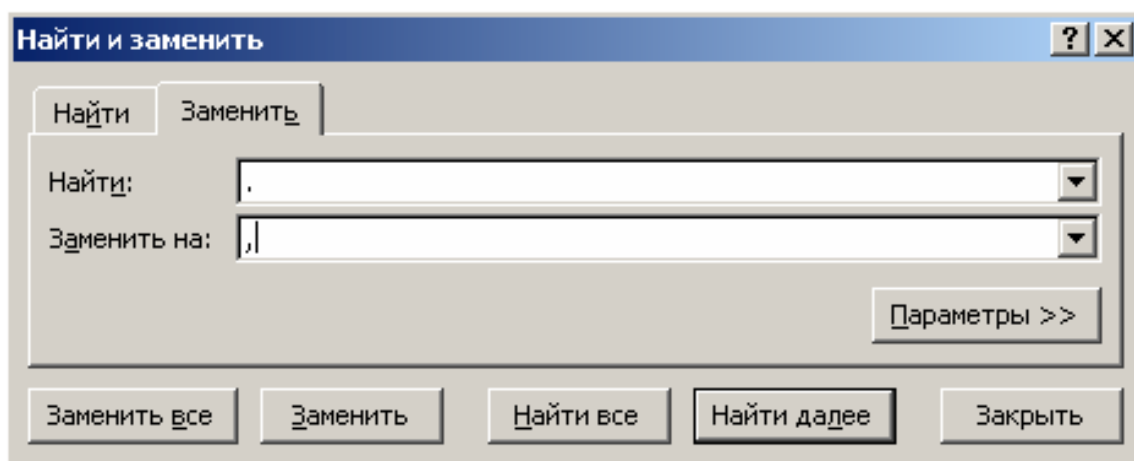 Найти и заменить
Найти Заменить
Найти: .
Заменить на: ,
Параметры >>
Заменить все Заменить Найти все Найти далее Закрыть